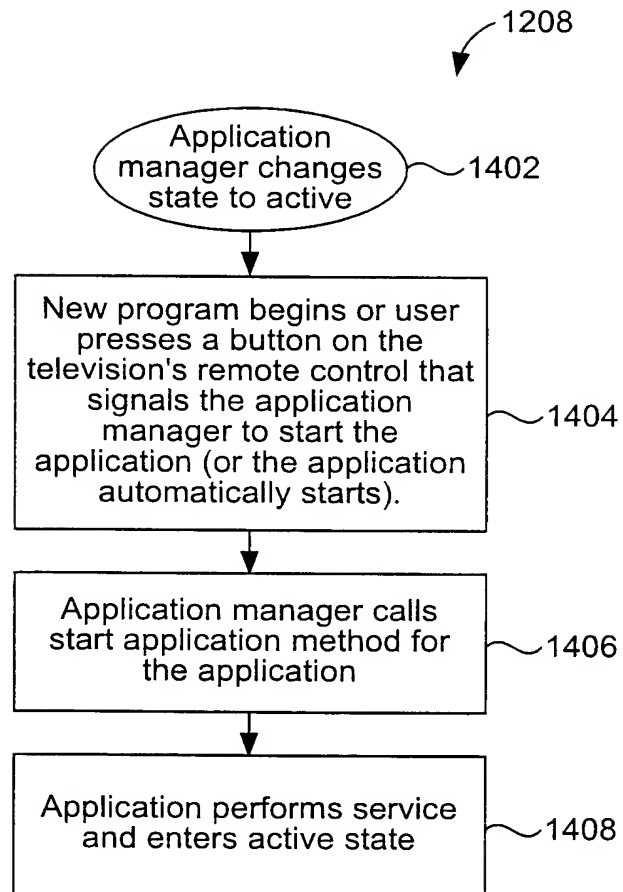 1208
Application
manager changes
state to active
1402
New program begins or user
presses a button on the
television's remote control that
signals the application
manager to start the
application (or the application
automatically starts).
1404
Application manager calls
start application method for
the application
1406
Application performs service
and enters active state
1408